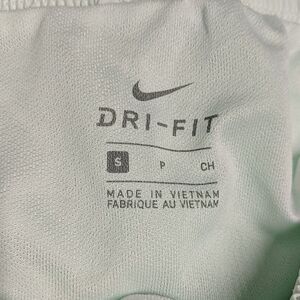 DRI-FIT
S P CH
MADE IN VIETNAM
FABRIQUE AU VIETNAM